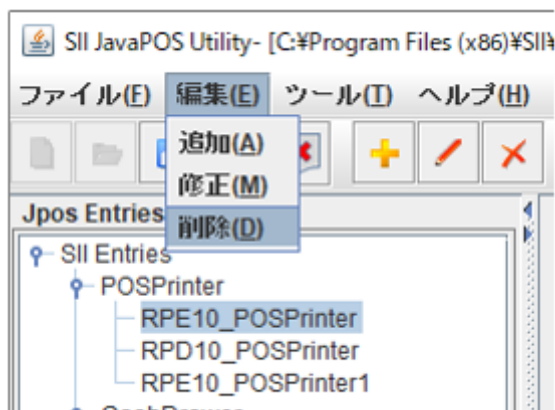 SII JavaPOS Utility- [C:¥Program Files (x86)¥SII¥
ファイル(F) 編集(E) ツール(T) ヘルプ(H)
追加(A)
修正(M)
削除(D)
Jpos Entries
SII Entries
POSPrinter
RPE10_POSPrinter
RPD10_POSPrinter
RPE10_POSPrinter1
CashDrawer